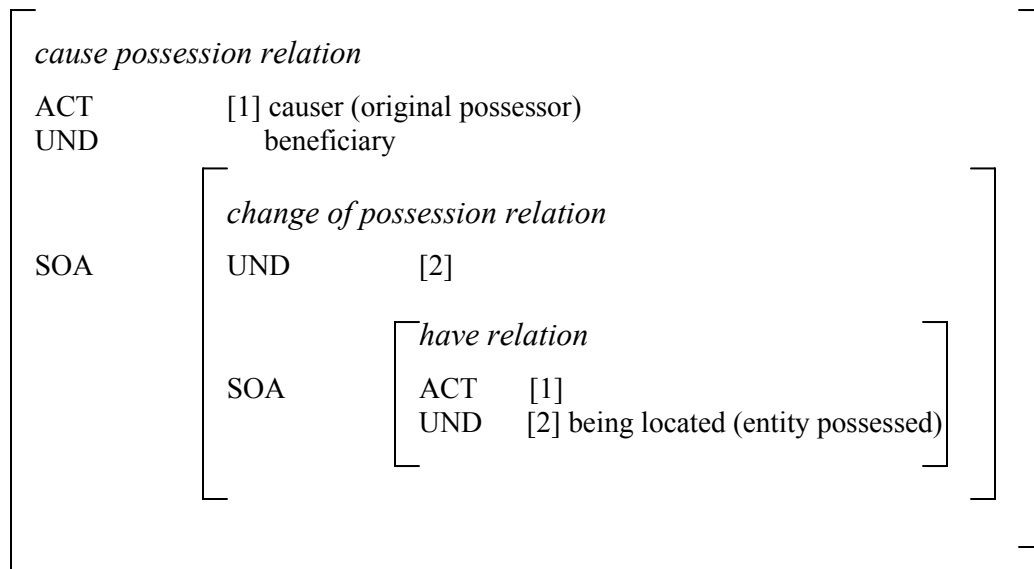 cause possession relation
ACT [1] causer (original possessor)
UND beneficiary
change of possession relation
SOA UND [2]
have relation
SOA ACT [1]
UND [2] being located (entity possessed)